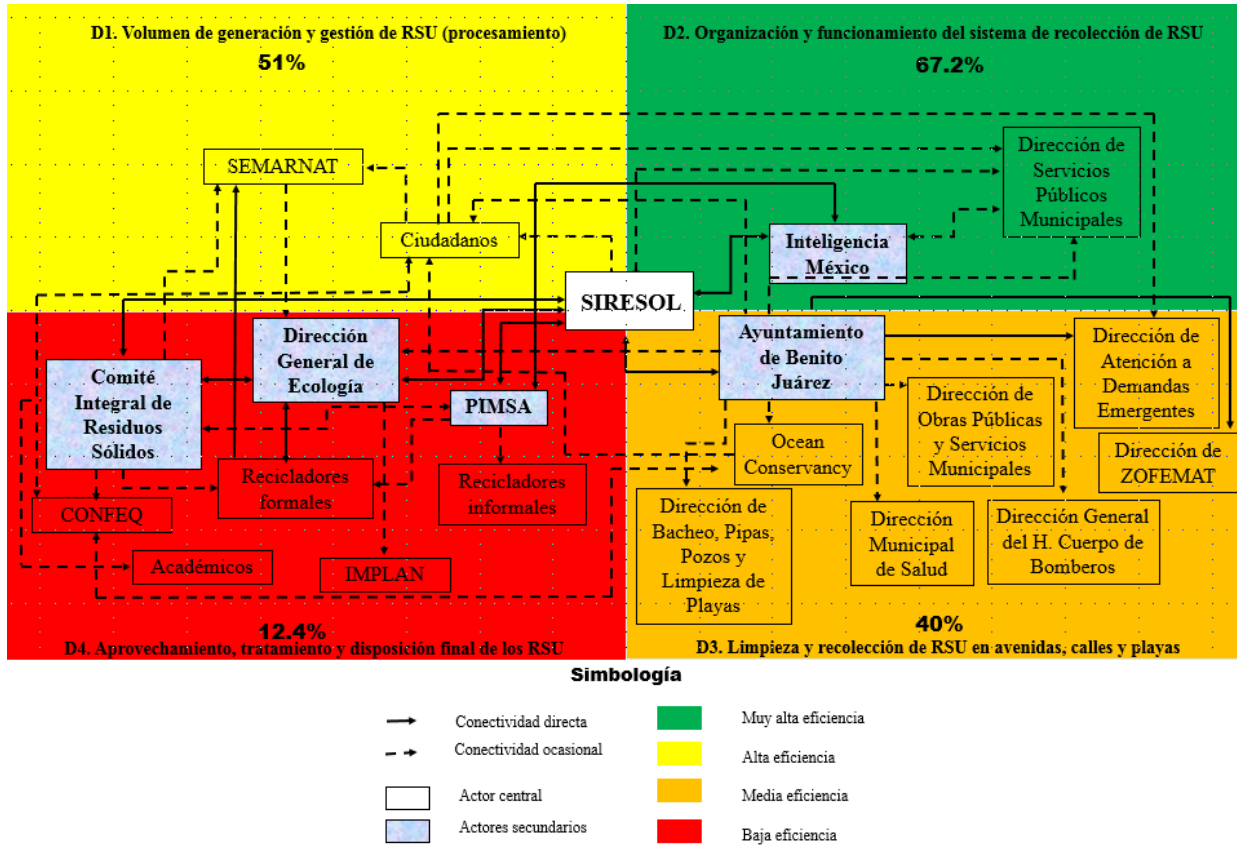 D1. Volumen de generación y gestión de RSU (procesamiento)
51%
D2. Organización y funcionamiento del sistema de recolección de RSU
67.2%
SEMARNAT
Ciudadanos
Dirección de
Servicios
Públicos
Municipales
Inteligencia
México
SIRESOL
Comité
Integral de
Residuos
Sólidos
Dirección
General de
Ecología
PIMSA
Recicladores
formales
Recicladores
informales
CONFEQ
Académicos
IMPLAN
Ayuntamiento
de Benito
Juárez
Dirección de
Atención a
Demandas
Emergentes
Dirección de
Obras Públicas
y Servicios
Municipales
Ocean
Conservancy
Dirección de
ZOFEMAT
Dirección de
Bacheo, Pipas,
Pozos y
Limpieza de
Playas
Dirección
Municipal
de Salud
Dirección General
del H. Cuerpo de
Bomberos
12.4%
D4. Aprovechamiento, tratamiento y disposición final de los RSU
40%
D3. Limpieza y recolección de RSU en avenidas, calles y playas
Simbología
Conectividad directa
Conectividad ocasional
Actor central
Actores secundarios
Muy alta eficiencia
Alta eficiencia
Media eficiencia
Baja eficiencia